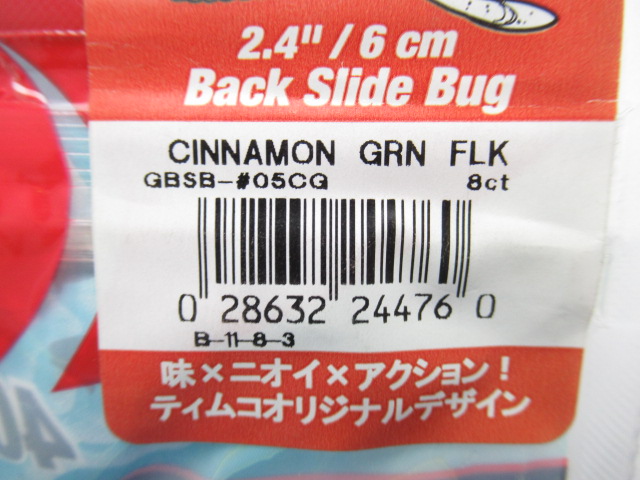 2.4" / 6 cm
Back Slide Bug
CINNAMON GRN FLK
GBSB-#05CG 8ct
0 28632 24476 0
B-11-8-3
味×ニオイ×アクション!
ティムコオリジナルデザイン
40